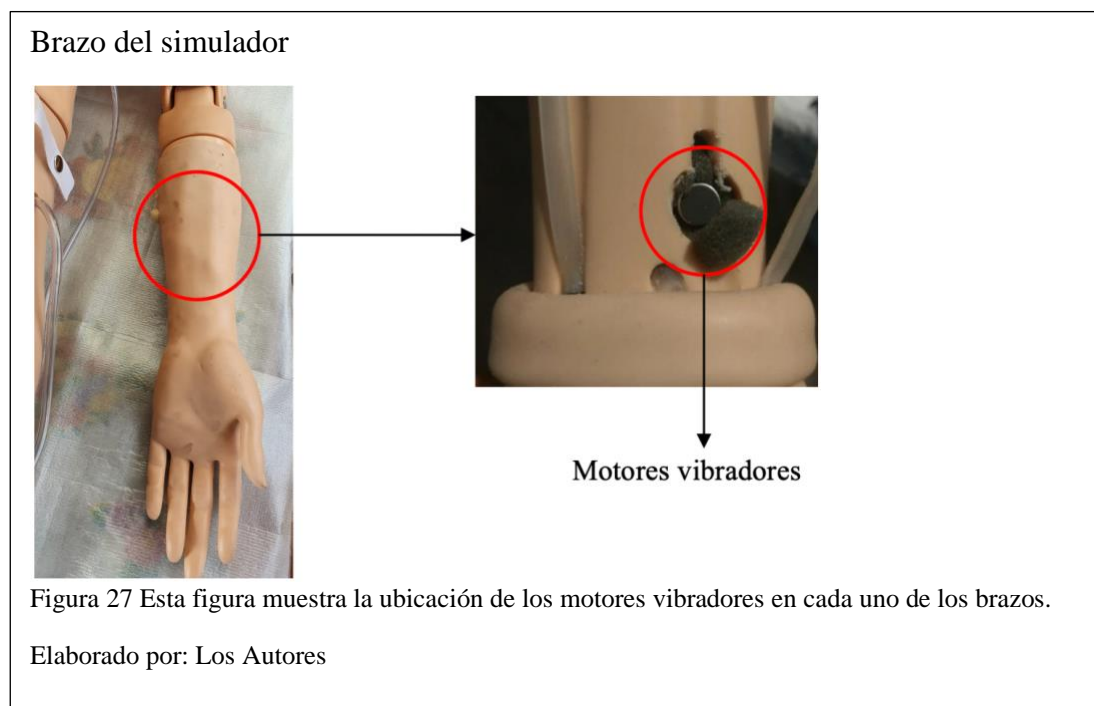 Brazo del simulador
Motores vibradores
Figura 27 Esta figura muestra la ubicación de los motores vibradores en cada uno de los brazos.
Elaborado por: Los Autores